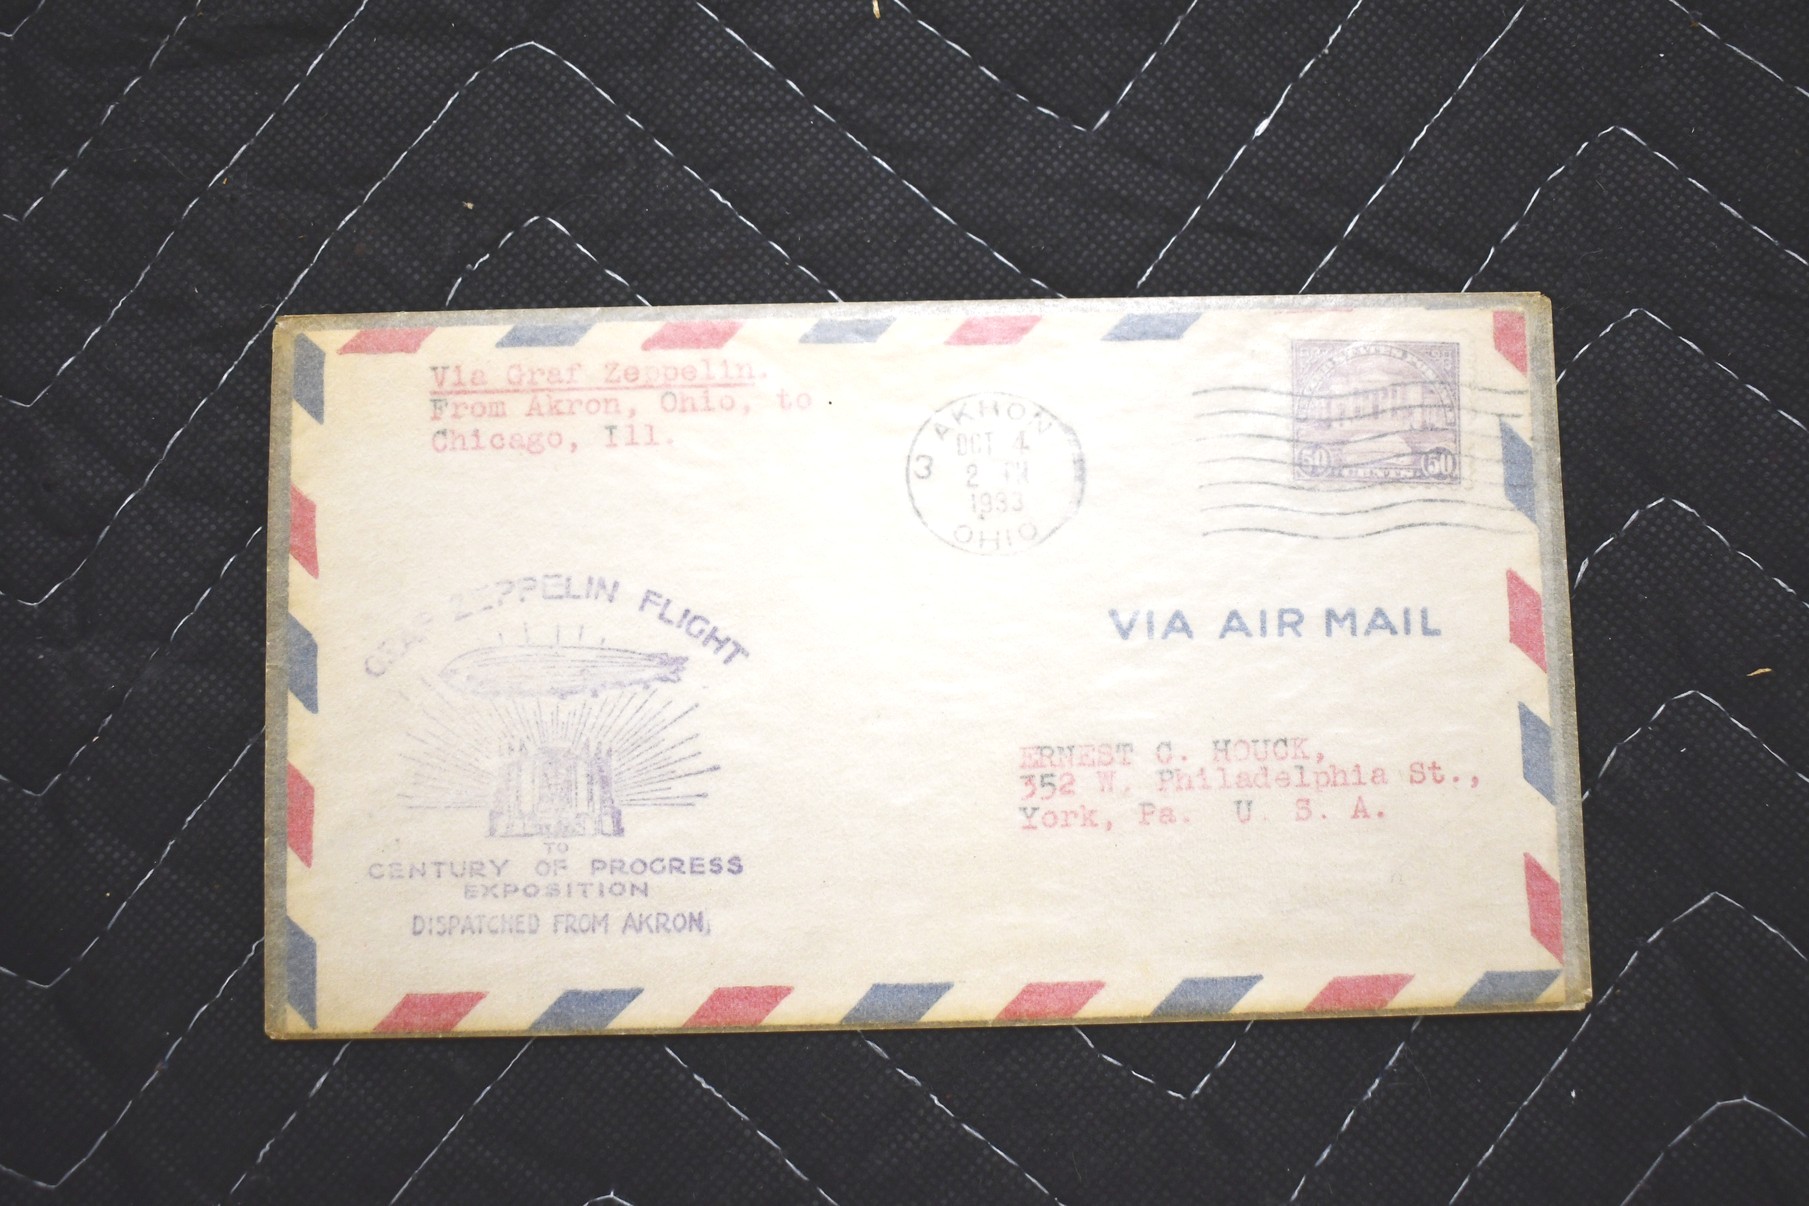 Via Graf Zeppelin.
From Akron, Ohio, to
Chicago, Ill.
3 AKRON
OCT 4
2 PM
1933
OHIO
50 50
GRAF ZEPPELIN FLIGHT
VIA AIR MAIL
ERNEST C. HOUCK,
352 W. Philadelphia St.,
York, Pa. U. S. A.
TO
CENTURY OF PROGRESS
EXPOSITION
DISPATCHED FROM AKRON,